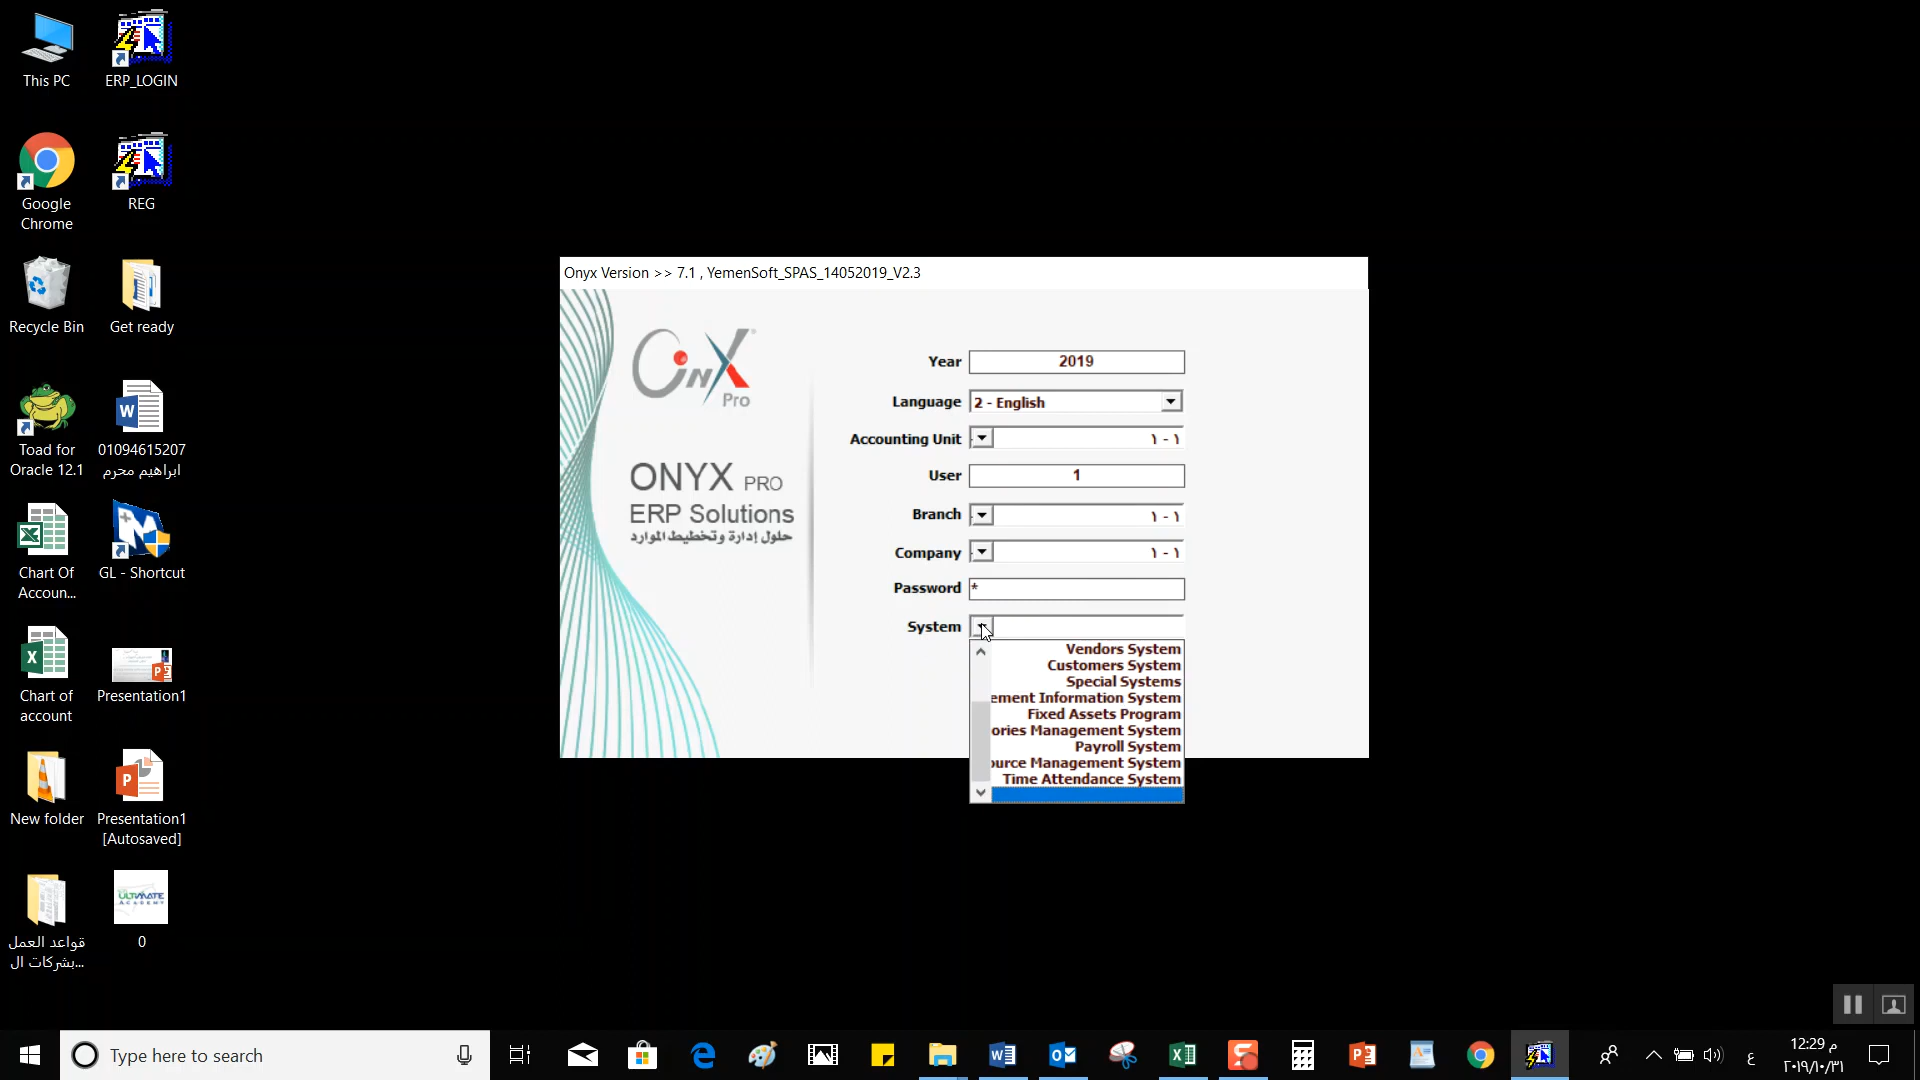 This PC
ERP_LOGIN
Google
Chrome
REG
Recycle Bin
Get ready
Toad for
Oracle 12.1
01094615207
ابراهيم محرم
Chart Of
Accoun...
GL - Shortcut
Chart of
account
Presentation1
New folder
Presentation1
[Autosaved]
قواعد العمل
بشركات ال...
ULTIMATE
ACADEMY
0
Onyx Version >> 7.1 , YemenSoft_SPAS_14052019_V2.3
Onyx
Pro
ONYX PRO
ERP Solutions
حلول إدارة وتخطيط الموارد
Year 2019
Language 2 - English
Accounting Unit ١ - ١
User 1
Branch ١ - ١
Company ١ - ١
Password *
System
Vendors System
Customers System
Special Systems
ement Information System
Fixed Assets Program
ories Management System
Payroll System
ource Management System
Time Attendance System
Type here to search
ع
12:29 م
٢٠١٩/١٠/٣١